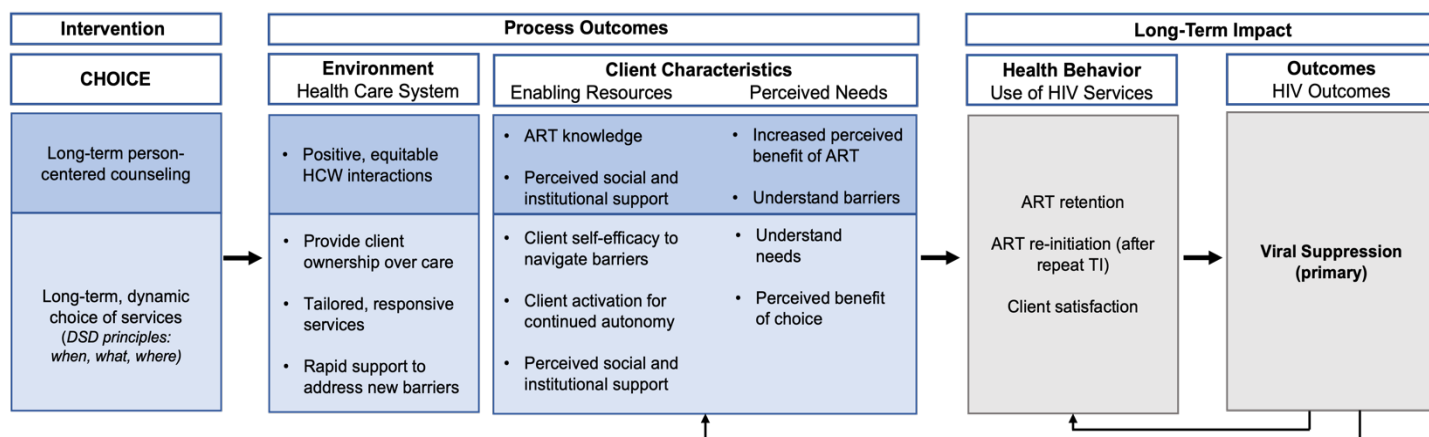 Intervention
Process Outcomes
Long-Term Impact
CHOICE
Environment
Health Care System
Client Characteristics
Enabling Resources
Perceived Needs
Health Behavior
Use of HIV Services
Outcomes
HIV Outcomes
Long-term person-
centered counseling
Long-term, dynamic
choice of services
(DSD principles:
when, what, where)
• Positive, equitable
HCW interactions
• Provide client
ownership over care
• Tailored, responsive
services
• Rapid support to
address new barriers
• ART knowledge
• Perceived social and
institutional support
• Increased perceived
benefit of ART
• Understand barriers
• Client self-efficacy to
navigate barriers
• Client activation for
continued autonomy
• Perceived social and
institutional support
• Understand
needs
• Perceived benefit
of choice
ART retention
ART re-initiation (after
repeat TI)
Client satisfaction
Viral Suppression
(primary)